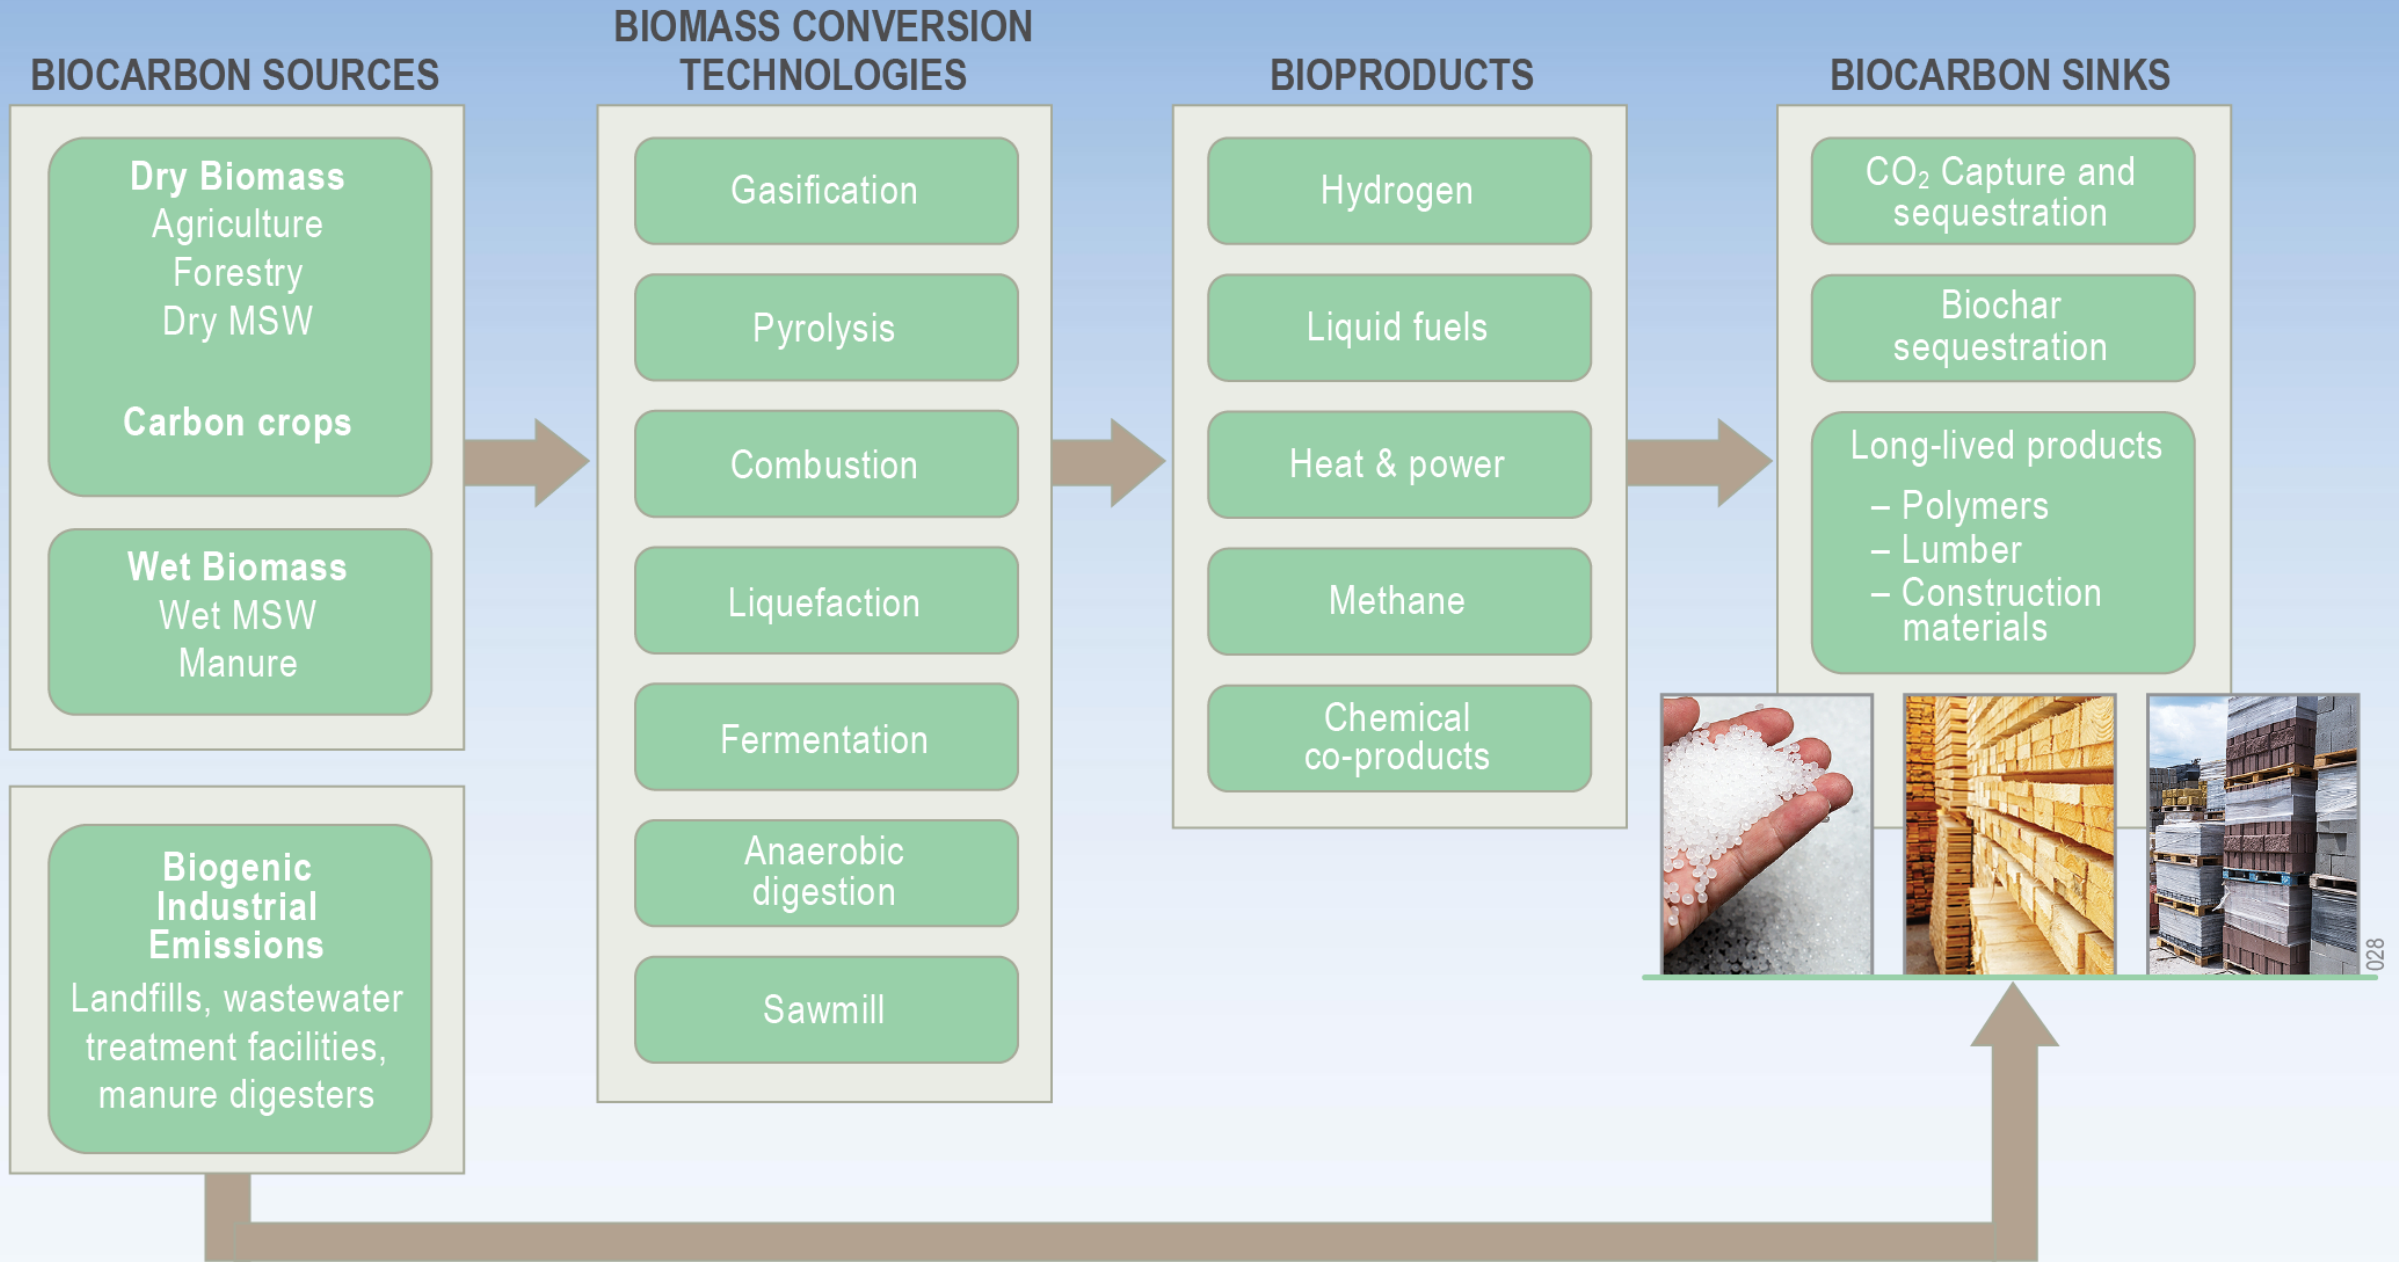 BIOCARBON SOURCES
Dry Biomass
Agriculture
Forestry
Dry MSW
Carbon crops
Wet Biomass
Wet MSW
Manure
Biogenic
Industrial
Emissions
Landfills, wastewater
treatment facilities,
manure digesters
BIOMASS CONVERSION
TECHNOLOGIES
Gasification
Pyrolysis
Combustion
Liquefaction
Fermentation
Anaerobic
digestion
Sawmill
BIOPRODUCTS
Hydrogen
Liquid fuels
Heat & power
Methane
Chemical
co-products
BIOCARBON SINKS
CO₂ Capture and
sequestration
Biochar
sequestration
Long-lived products
– Polymers
– Lumber
– Construction
materials
028